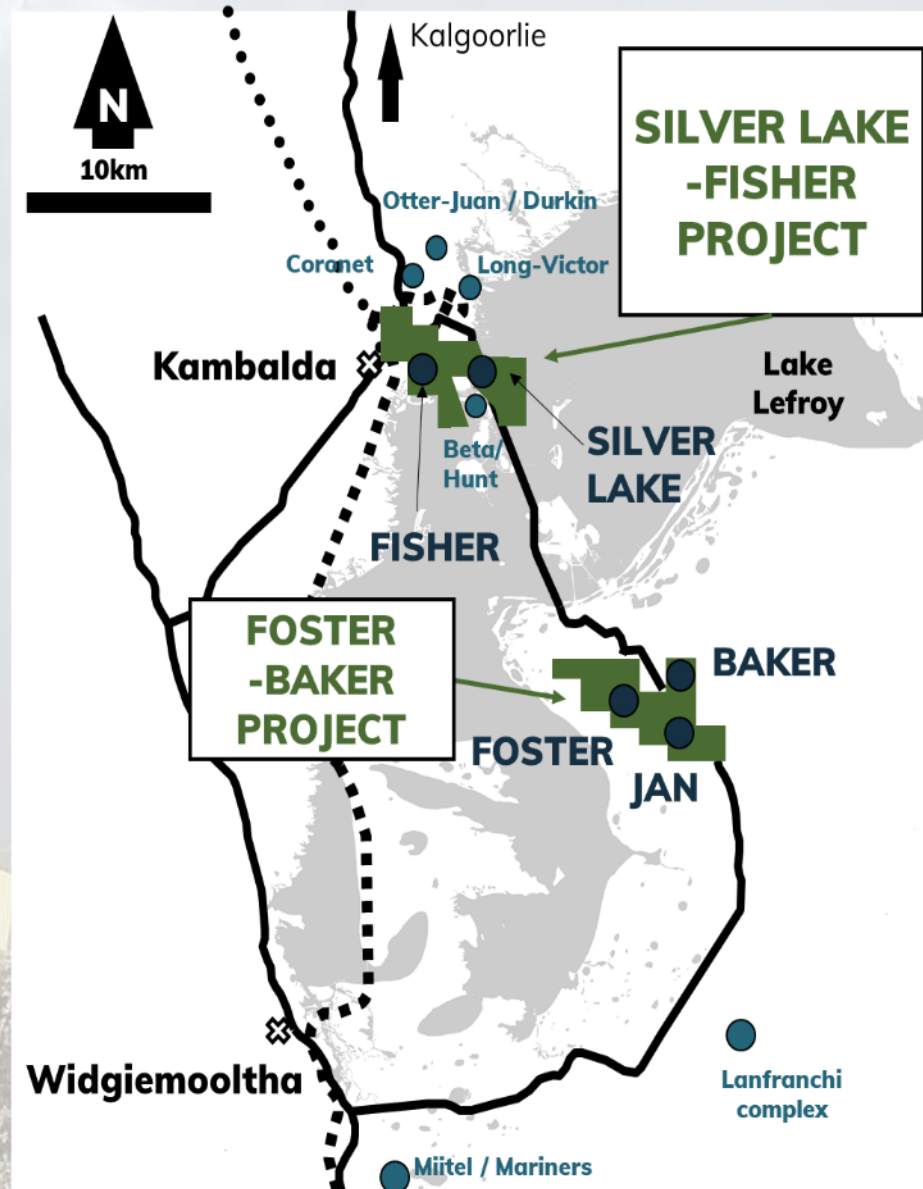 Kalgoorlie
N
10km
SILVER LAKE
-FISHER
PROJECT
Otter-Juan / Durkin
Coranet
Long-Victor
Kambalda
Lake
Lefroy
Beta/
Hunt
SILVER
LAKE
FISHER
FOSTER
-BAKER
PROJECT
BAKER
FOSTER
JAN
Widgiemooltha
Lanfranchi
complex
Miitel / Mariners